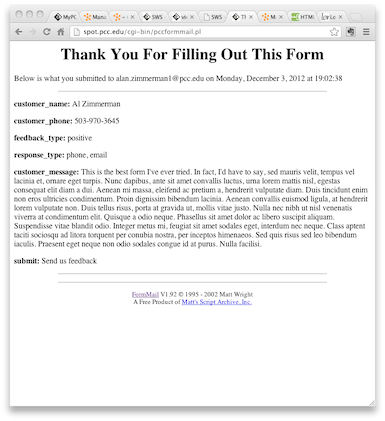 MyPC
Manu
SWS -
SWS
HTMl
spot.pcc.edu/cgi-bin/pccformmail.pl
Thank You For Filling Out This Form
Below is what you submitted to alan.zimmerman1@pcc.edu on Monday, December 3, 2012 at 19:02:38
customer_name: Al Zimmerman
customer_phone: 503-970-3645
feedback_type: positive
response_type: phone, email
customer_message: This is the best form I've ever tried. In fact, I'd have to say, sed mauris velit, tempus vel
lacinia et, ornare eget turpis. Nunc dapibus, ante sit amet convallis luctus, urna lorem mattis nisl, egestas
consequat elit diam a dui. Aenean mi massa, eleifend ac pretium a, hendrerit vulputate diam. Duis tincidunt enim
non eros ultricies condimentum. Proin dignissim bibendum lacinia. Aenean convallis euismod ligula, at hendrerit
lorem vulputate non. Duis tellus risus, porta at gravida ut, mollis vitae justo. Nulla nec nibh ut nisl venenatis
viverra at condimentum elit. Quisque a odio neque. Phasellus sit amet dolor ac libero suscipit aliquam.
Suspendisse vitae blandit odio. Integer metus mi, feugiat sit amet sodales eget, interdum nec neque. Class aptent
taciti sociosqu ad litora torquent per conubia nostra, per inceptos himenaeos. Sed quis risus sed leo bibendum
iaculis. Praesent eget neque non odio sodales congue id at purus. Nulla facilisi.
submit: Send us feedback
FormMail V1.92 © 1995 - 2002 Matt Wright
A Free Product of Matt's Script Archive, Inc.